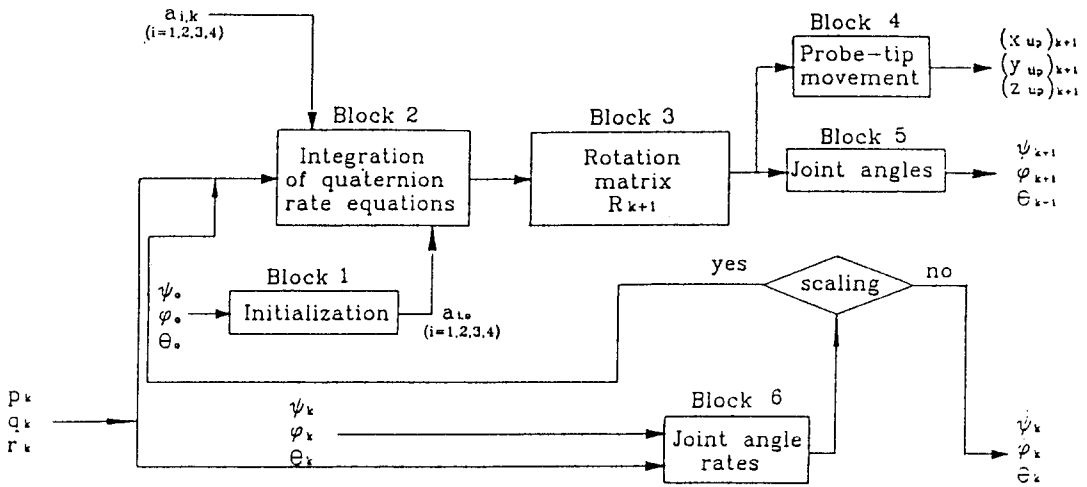 a i,k
(i=1,2,3,4)
Block 2
Integration
of quaternion
rate equations
Block 3
Rotation
matrix
R k+1
Block 4
Probe-tip
movement
(x up)k+1
(y up)k+1
(z up)k+1
Block 5
Joint angles
ψ k+1
φ k+1
θ k-1
Block 1
Initialization
ψ o
φ o
θ o
a i,o
(i=1,2,3,4)
yes
scaling
no
p k
q k
r k
ψ k
φ k
θ k
Block 6
Joint angle
rates
ψ̇ k
φ̇ k
θ̇ k